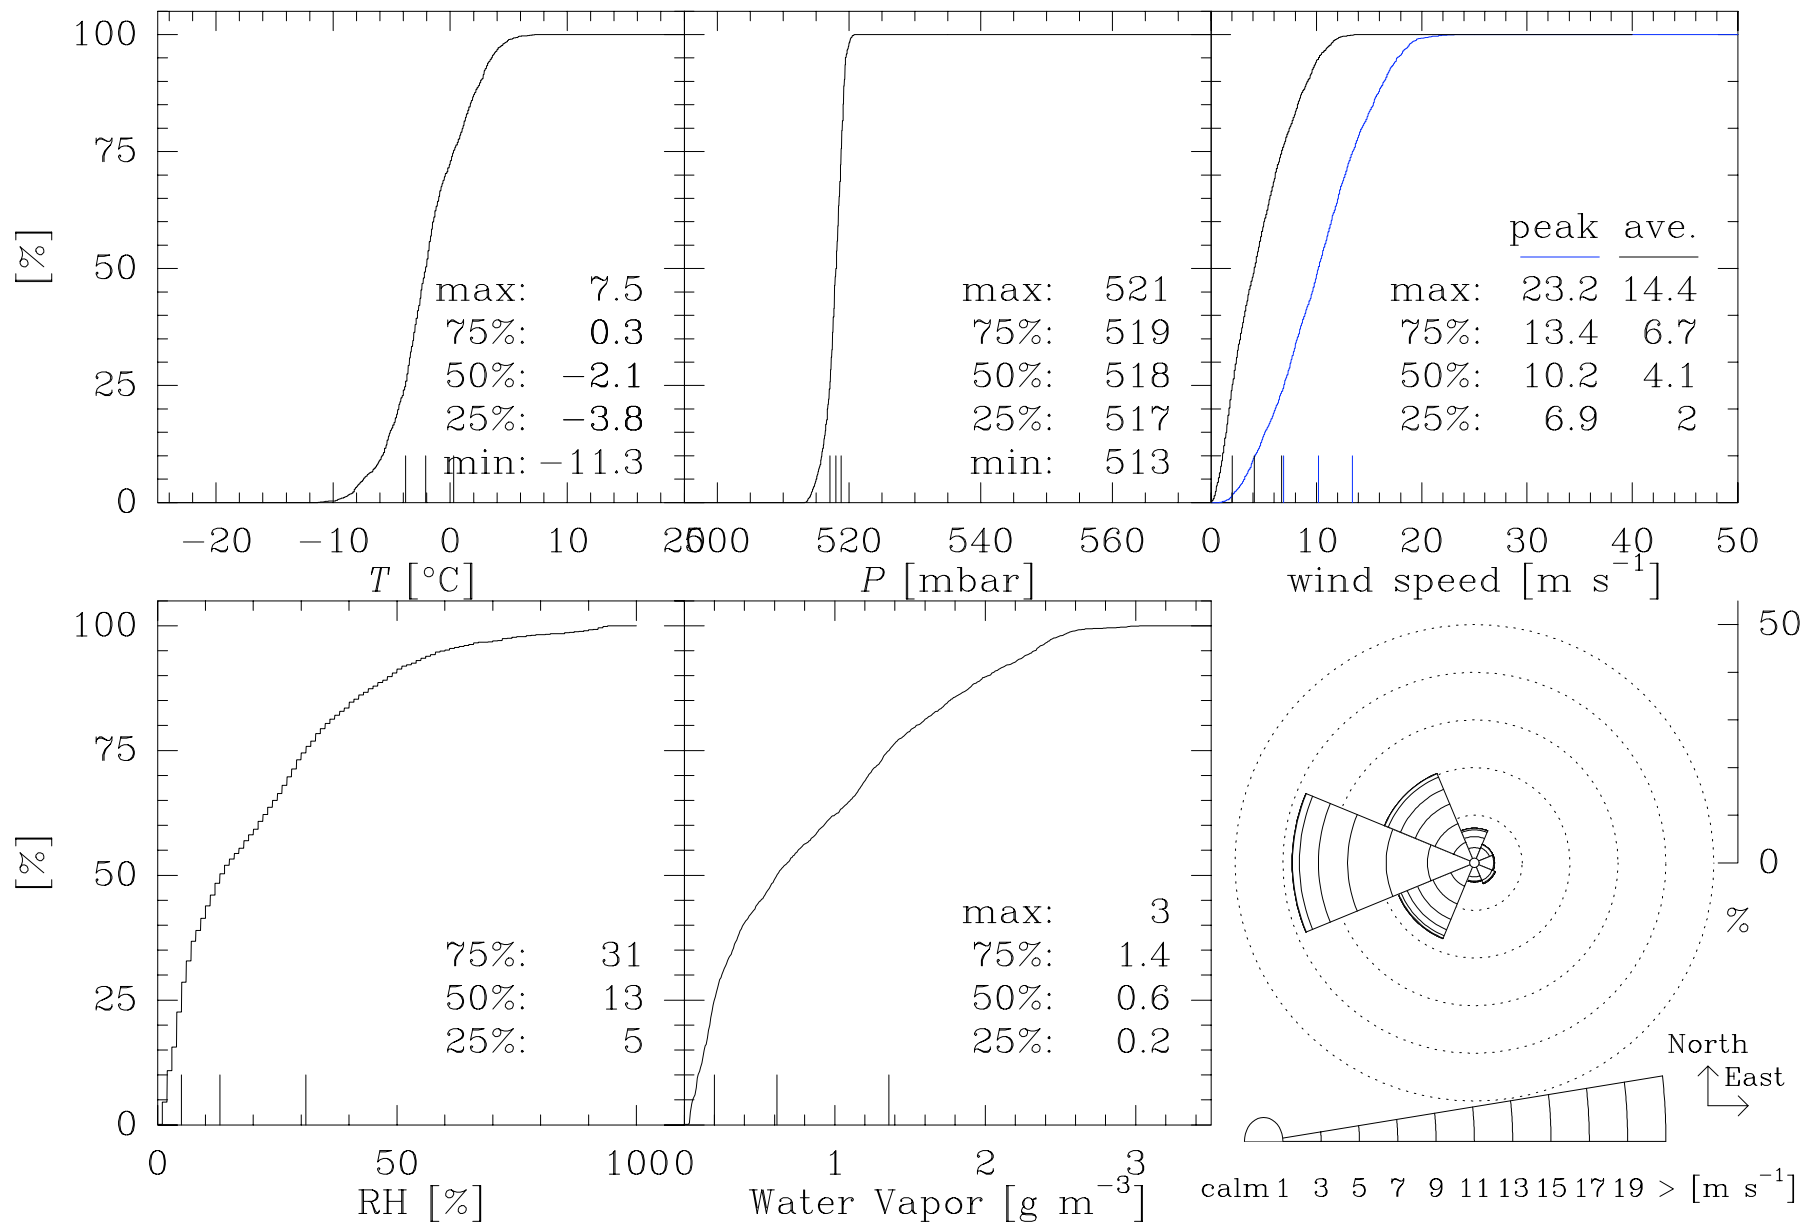 100
75
50
25
0
[%]
max: 7.5
75%: 0.3
50%: −2.1
25%: −3.8
min: −11.3
−20 −10 0 10 20
T [°C]
max: 521
75%: 519
50%: 518
25%: 517
min: 513
500 520 540 560
P [mbar]
peak ave.
max: 23.2 14.4
75%: 13.4 6.7
50%: 10.2 4.1
25%: 6.9 2
0 10 20 30 40 50
wind speed [m s−1]
100
75
50
25
0
[%]
75%: 31
50%: 13
25%: 5
0 50 100
RH [%]
max: 3
75%: 1.4
50%: 0.6
25%: 0.2
0 1 2 3
Water Vapor [g m−3]
50
0
%
North
East
calm 1 3 5 7 9 11 13 15 17 19 > [m s−1]